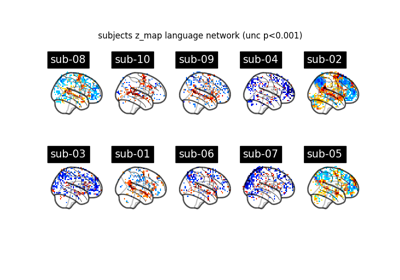 subjects z_map language network (unc p<0.001)
sub-08 sub-10 sub-09 sub-04 sub-02
sub-03 sub-01 sub-06 sub-07 sub-05